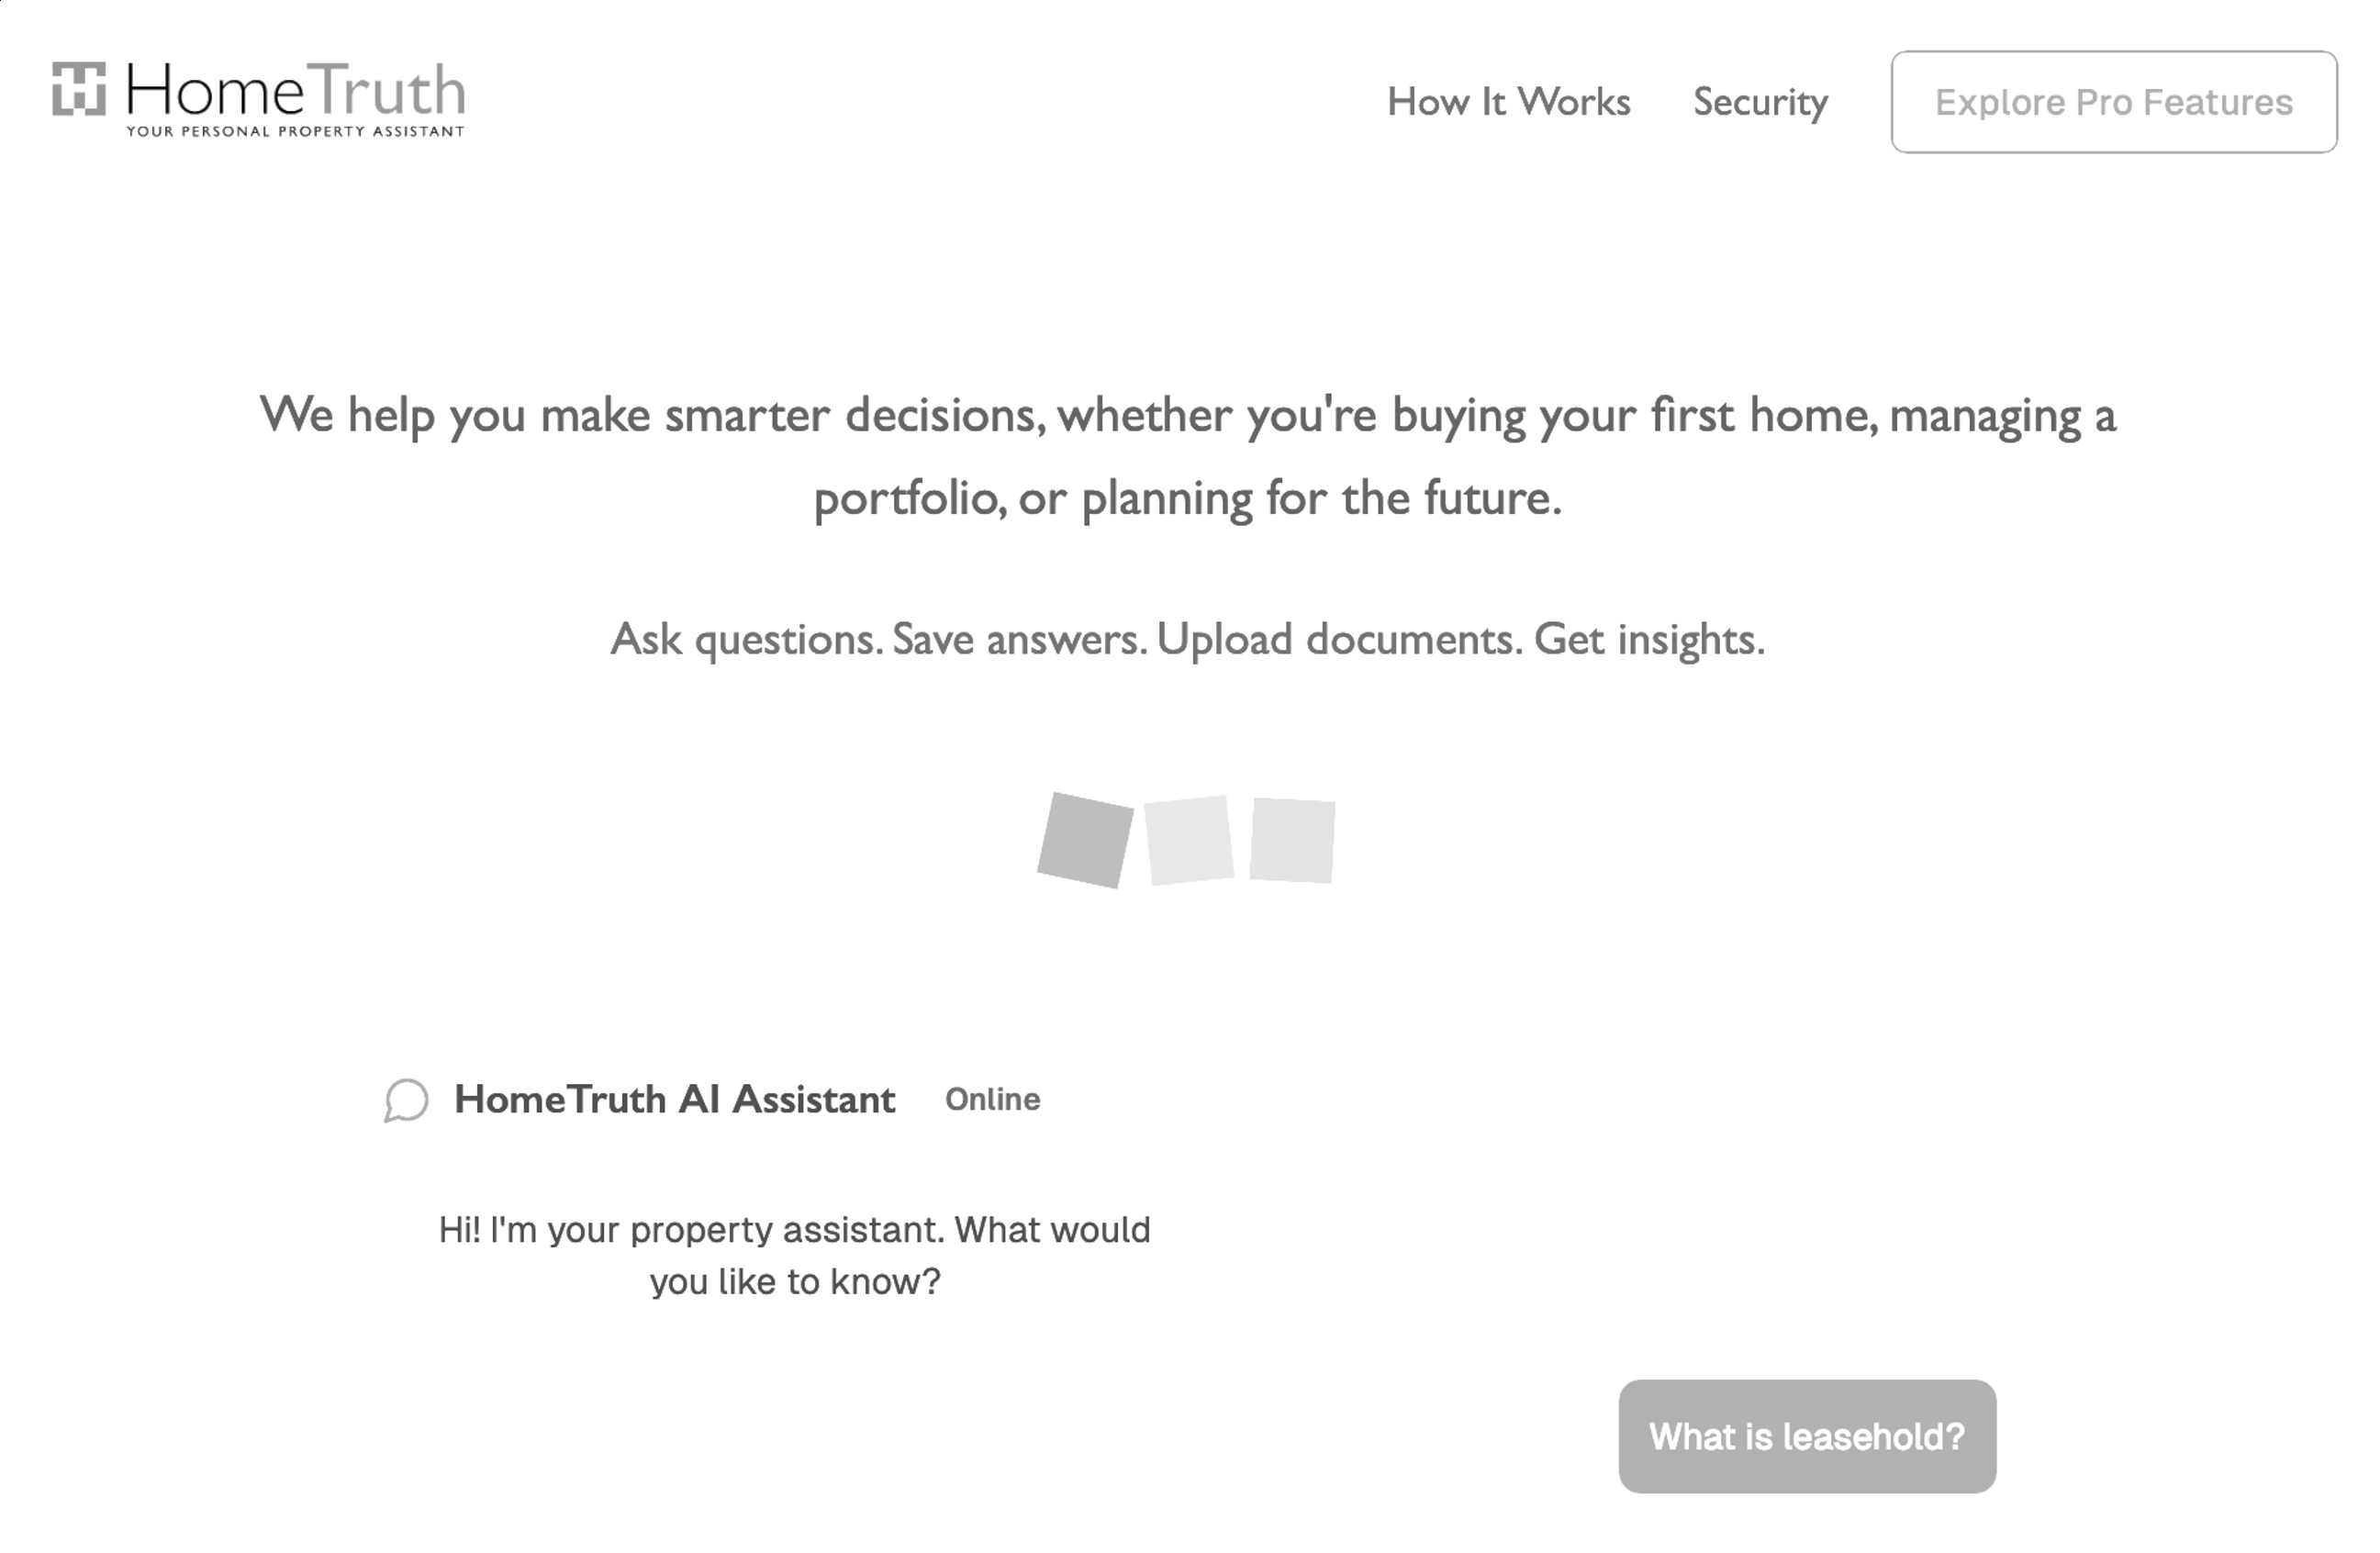 HomeTruth
YOUR PERSONAL PROPERTY ASSISTANT
How It Works
Security
Explore Pro Features
We help you make smarter decisions, whether you're buying your first home, managing a
portfolio, or planning for the future.
Ask questions. Save answers. Upload documents. Get insights.
HomeTruth AI Assistant
Online
Hi! I'm your property assistant. What would
you like to know?
What is leasehold?